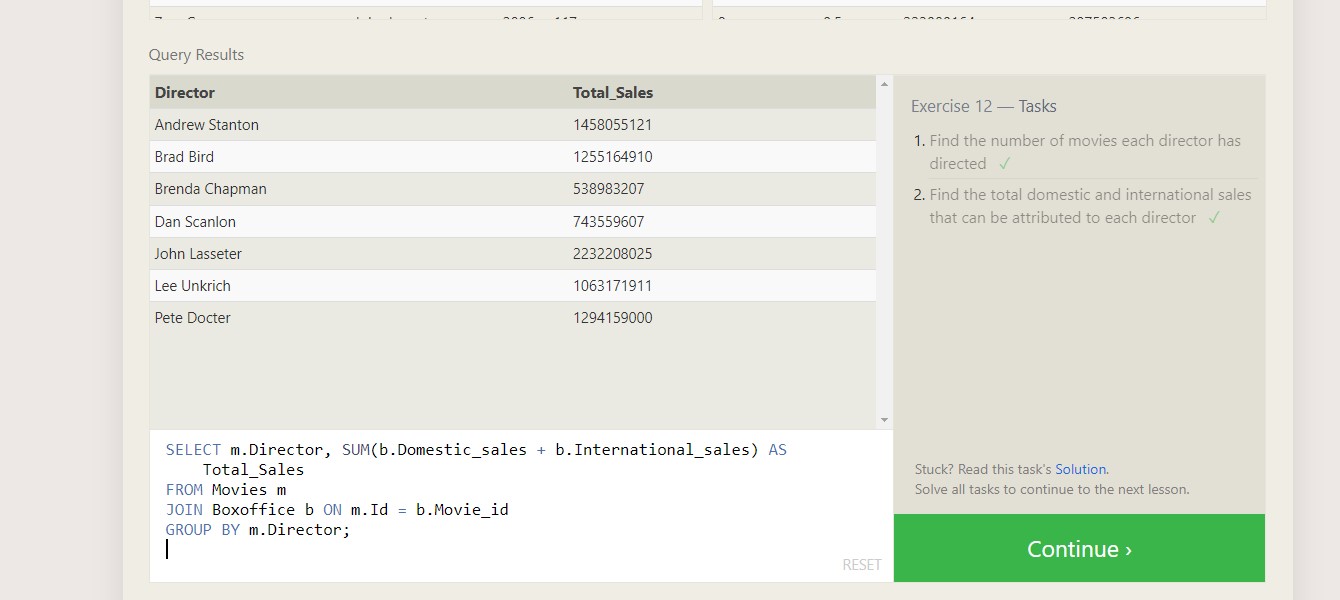 Query Results
Director Total_Sales
Andrew Stanton 1458055121
Brad Bird 1255164910
Brenda Chapman 538983207
Dan Scanlon 743559607
John Lasseter 2232208025
Lee Unkrich 1063171911
Pete Docter 1294159000
SELECT m.Director, SUM(b.Domestic_sales + b.International_sales) AS
Total_Sales
FROM Movies m
JOIN Boxoffice b ON m.Id = b.Movie_id
GROUP BY m.Director;
RESET
Exercise 12 — Tasks
1. Find the number of movies each director has
directed ✓
2. Find the total domestic and international sales
that can be attributed to each director ✓
Stuck? Read this task's Solution.
Solve all tasks to continue to the next lesson.
Continue ›